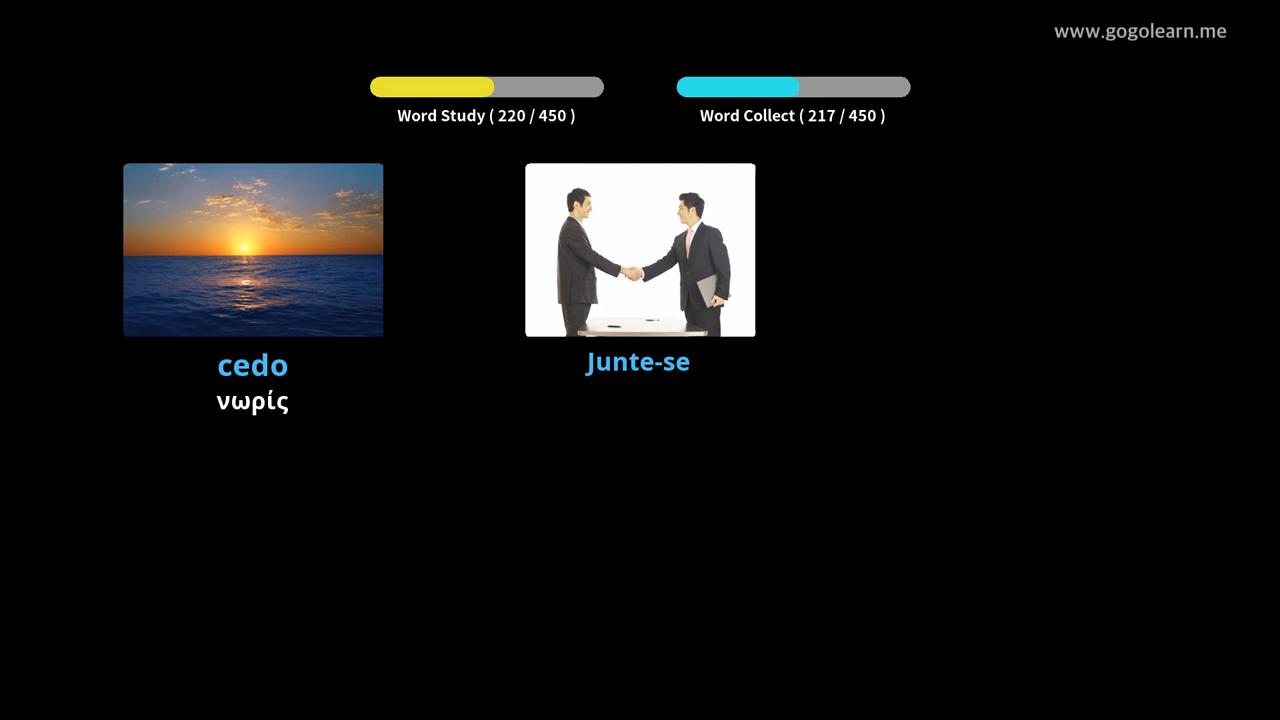 www.gogolearn.me
Word Study ( 220 / 450 )
Word Collect ( 217 / 450 )
cedo
νωρίς
Junte-se